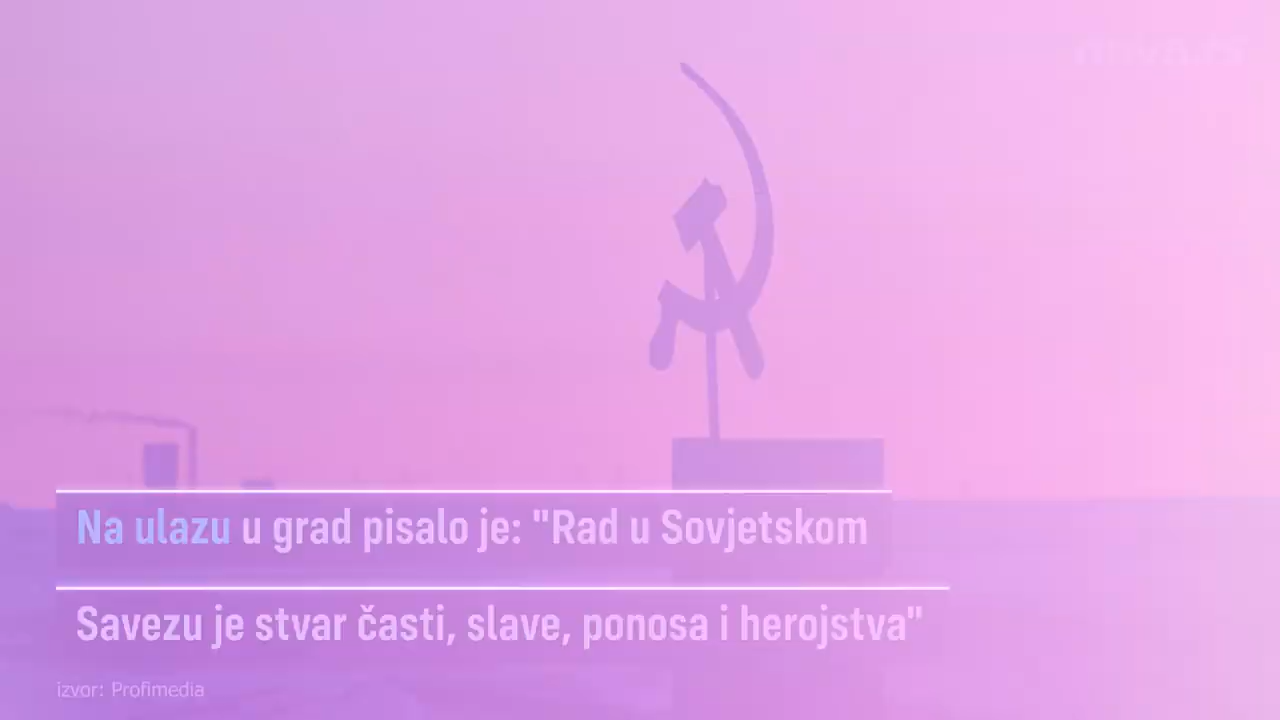 Na ulazu u grad pisalo je: "Rad u Sovjetskom
Savezu je stvar časti, slave, ponosa i herojstva"
izvor: Profimedia